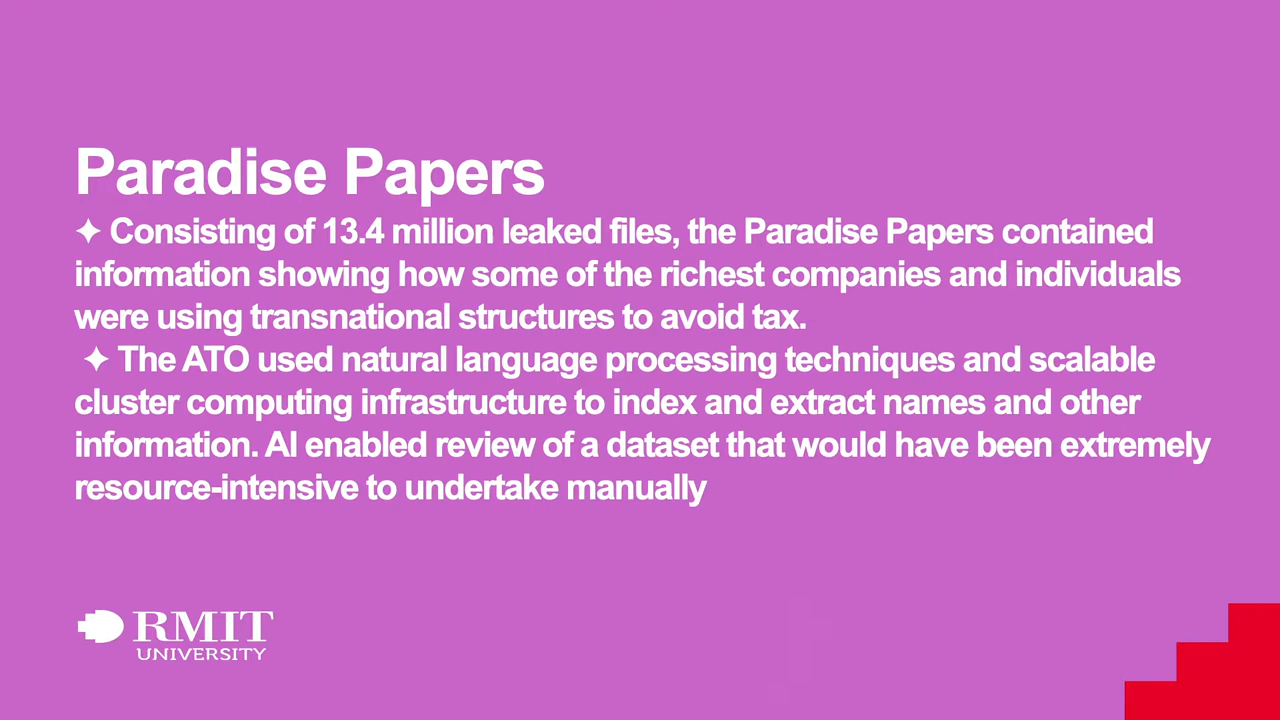 Paradise Papers
✦ Consisting of 13.4 million leaked files, the Paradise Papers contained
information showing how some of the richest companies and individuals
were using transnational structures to avoid tax.
✦ The ATO used natural language processing techniques and scalable
cluster computing infrastructure to index and extract names and other
information. AI enabled review of a dataset that would have been extremely
resource-intensive to undertake manually
RMIT
UNIVERSITY